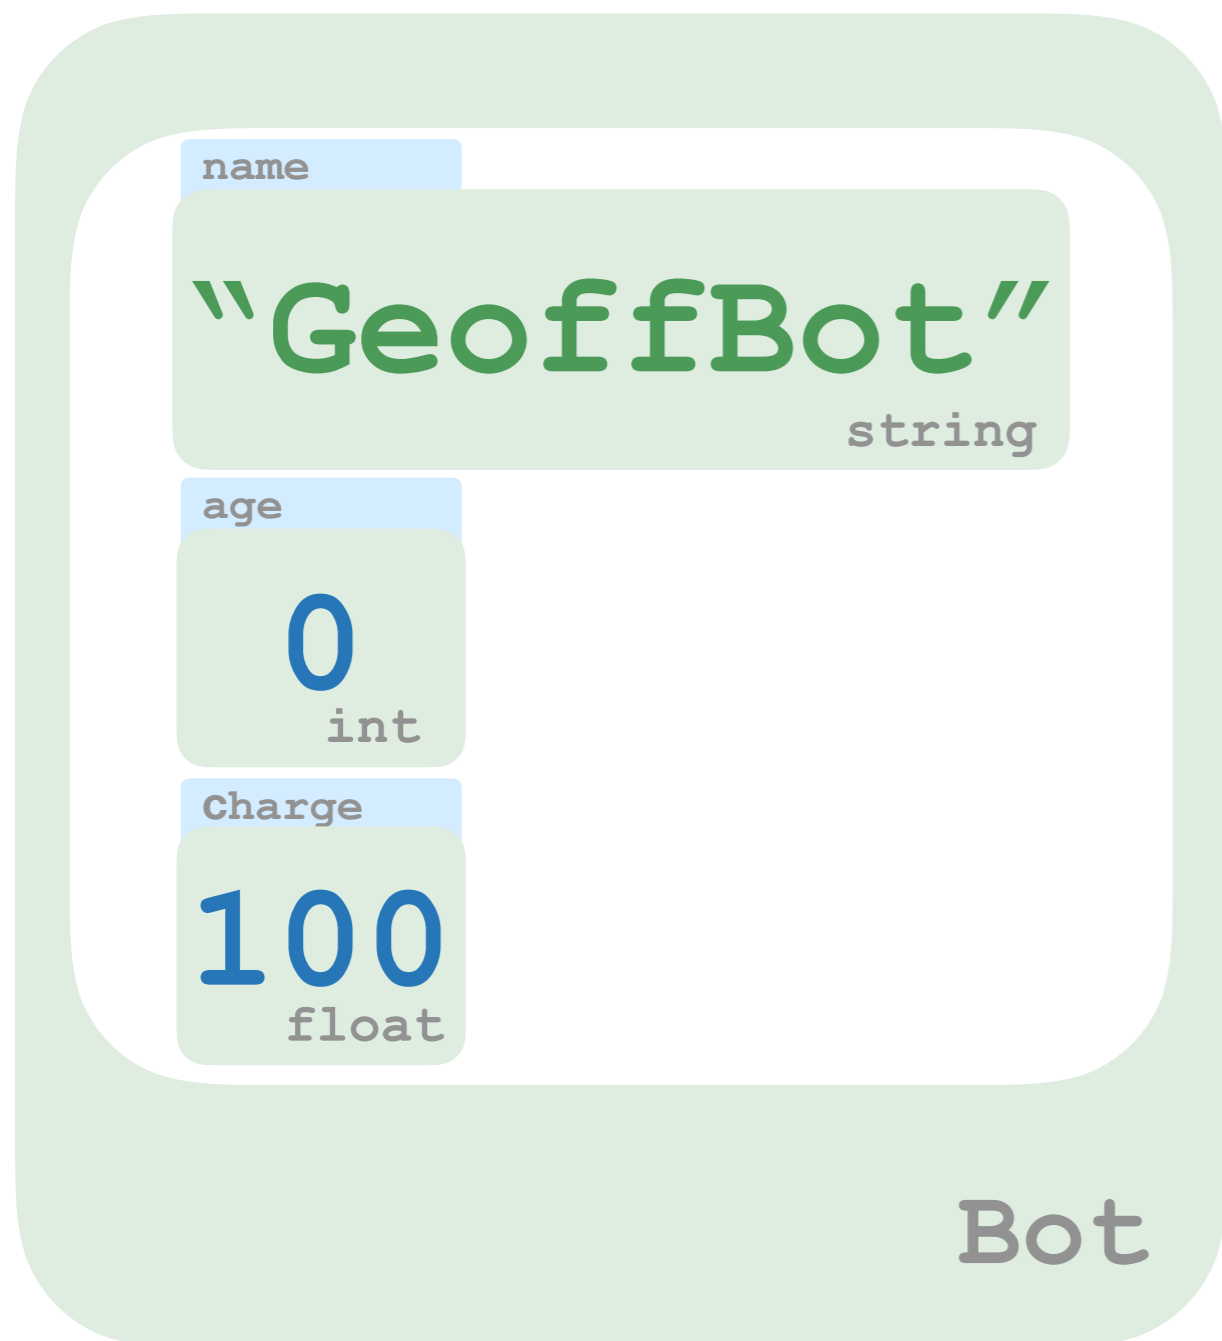 name
“GeoffBot”
string
age
0
int
Charge
100
float
Bot